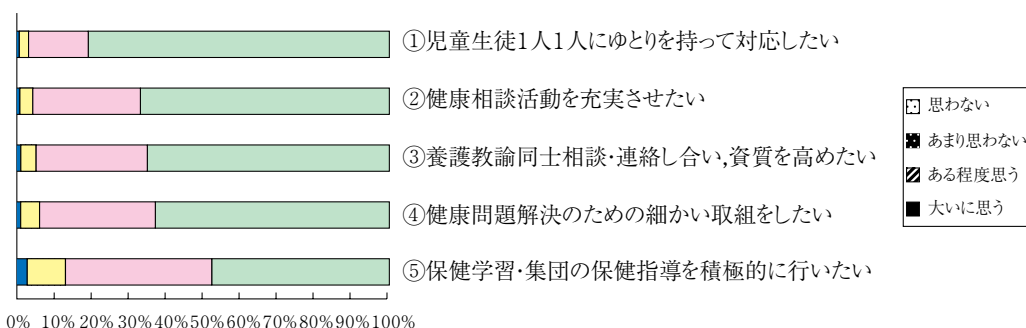 ①児童生徒1人1人にゆとりを持って対応したい
②健康相談活動を充実させたい
③養護教諭同士相談・連絡し合い,資質を高めたい
④健康問題解決のための細かい取組をしたい
⑤保健学習・集団の保健指導を積極的に行いたい
思わない
あまり思わない
ある程度思う
大いに思う
0% 10% 20% 30% 40% 50% 60% 70% 80% 90% 100%